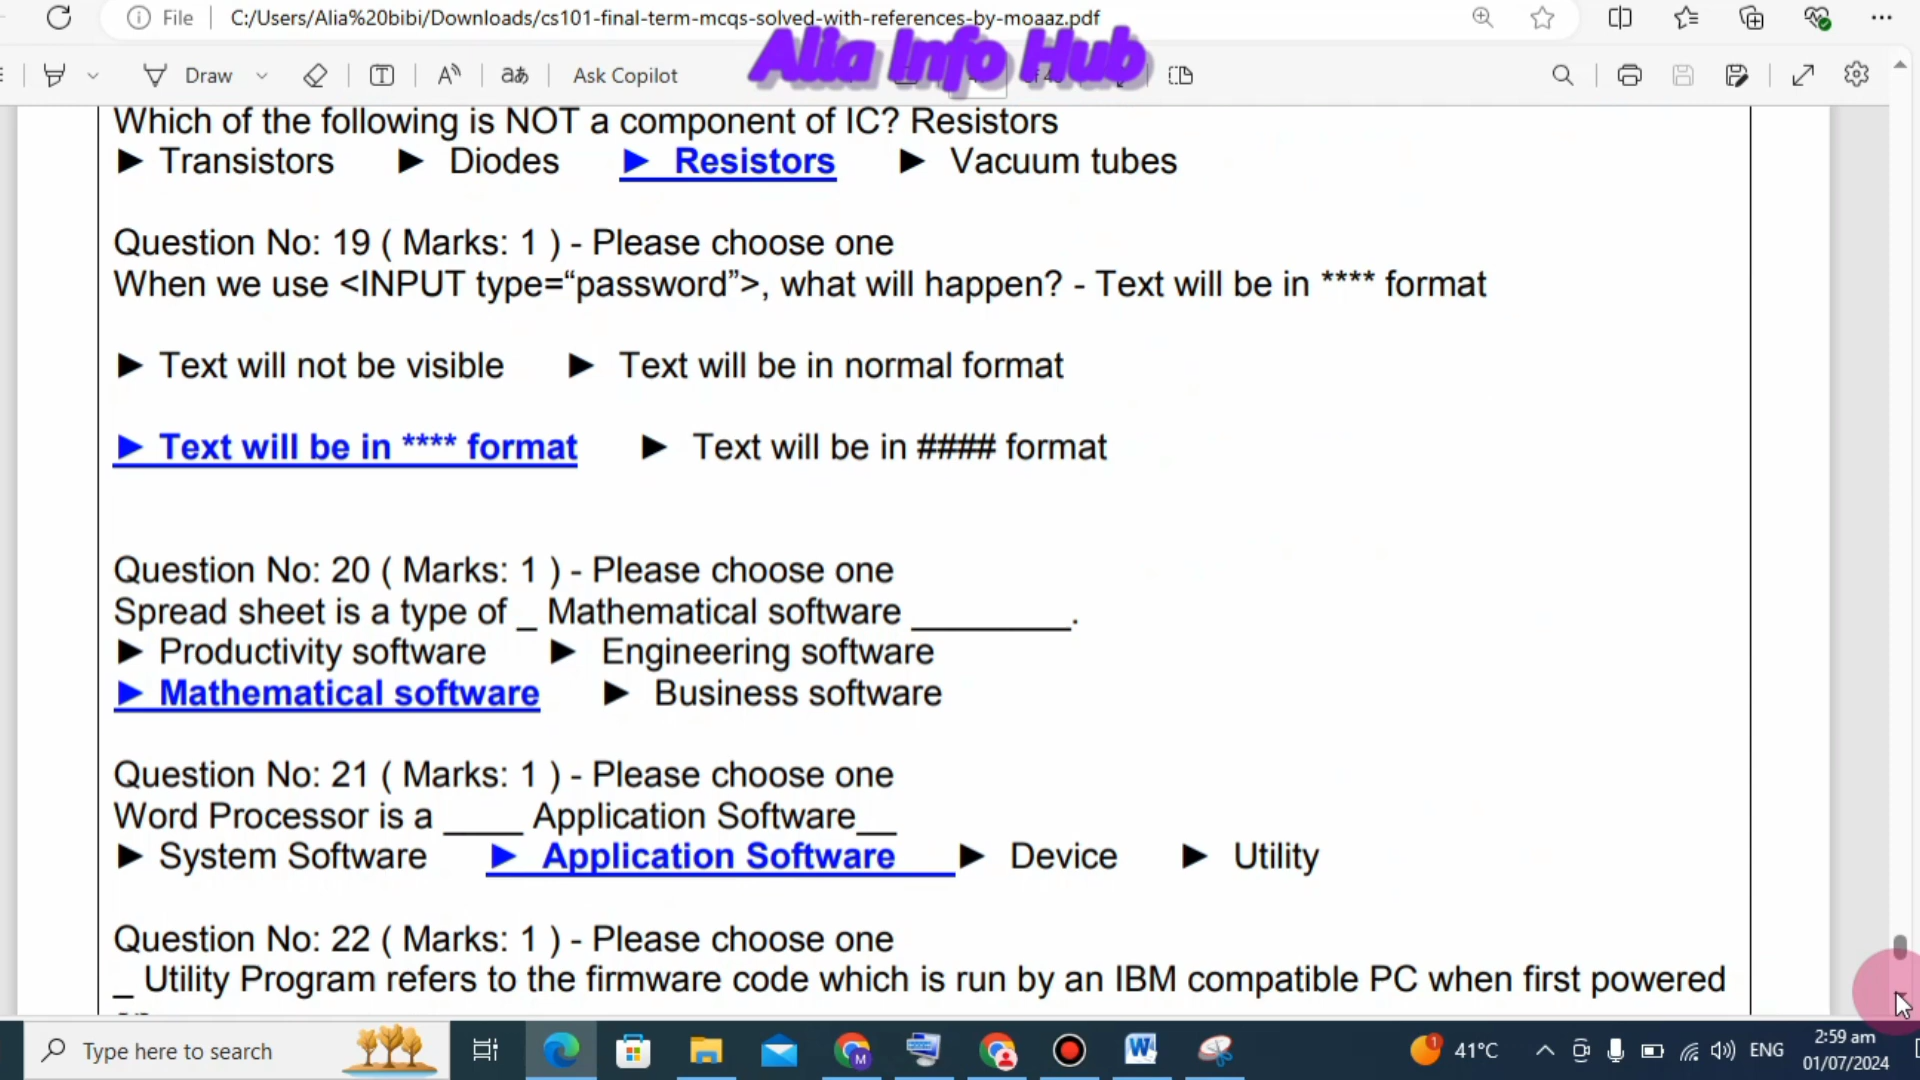 File
C:/Users/Alia%20bibi/Downloads/cs101-final-term-mcqs-solved-with-references-by-moaaz.pdf
Alia Info Hub
Draw
Ask Copilot
Which of the following is NOT a component of IC? Resistors
► Transistors ► Diodes ► Resistors ► Vacuum tubes
Question No: 19 ( Marks: 1 ) - Please choose one
When we use <INPUT type=“password”>, what will happen? - Text will be in **** format
► Text will not be visible ► Text will be in normal format
► Text will be in **** format ► Text will be in #### format
Question No: 20 ( Marks: 1 ) - Please choose one
Spread sheet is a type of _ Mathematical software ________.
► Productivity software ► Engineering software
► Mathematical software ► Business software
Question No: 21 ( Marks: 1 ) - Please choose one
Word Processor is a ____ Application Software__
► System Software ► Application Software ► Device ► Utility
Question No: 22 ( Marks: 1 ) - Please choose one
_ Utility Program refers to the firmware code which is run by an IBM compatible PC when first powered
Type here to search
41°C
ENG
2:59 am
01/07/2024